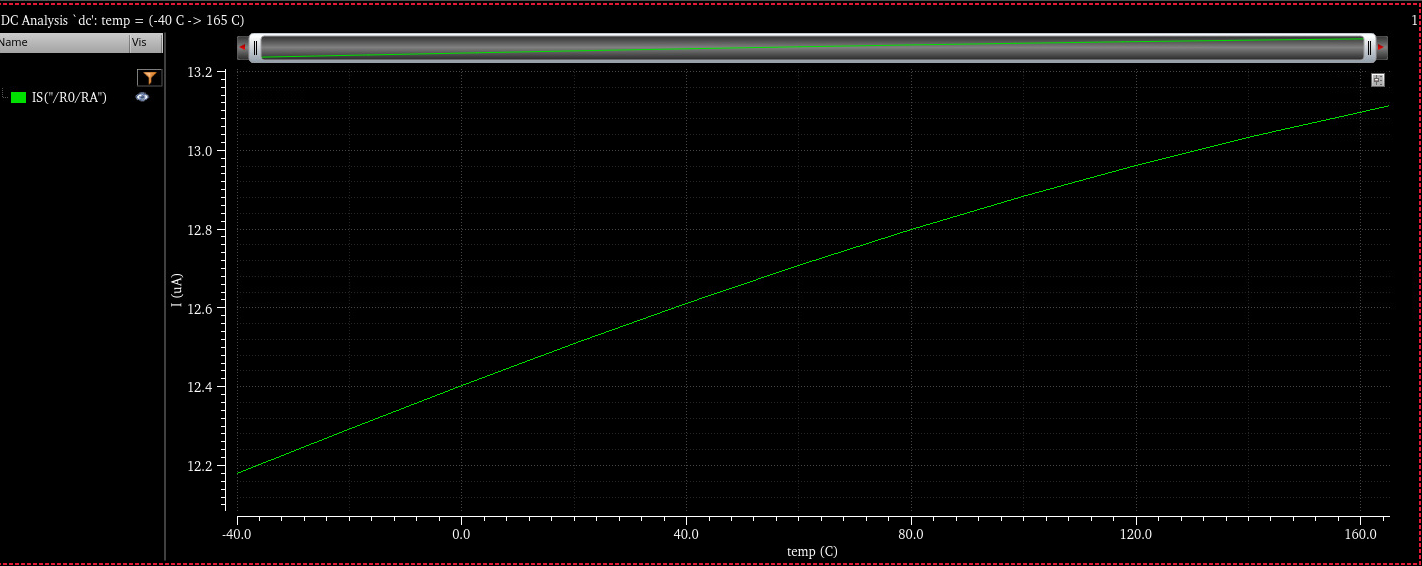 DC Analysis `dc': temp = (-40 C -> 165 C)
1
Name Vis
IS("/R0/RA")
13.2
13.0
12.8
12.6
12.4
12.2
I (uA)
-40.0 0.0 40.0 80.0 120.0 160.0
temp (C)